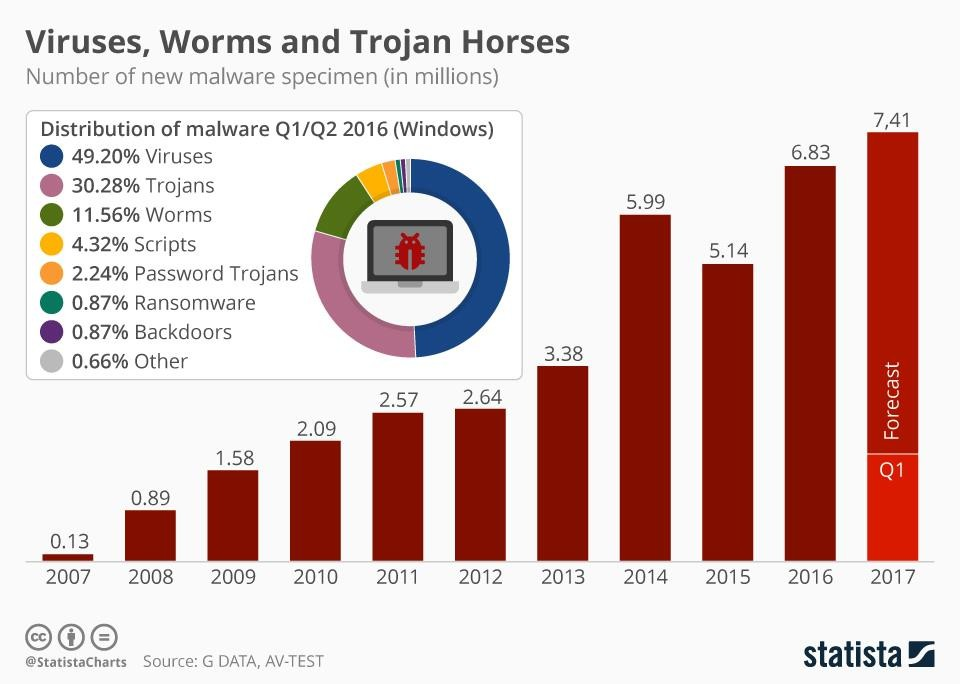 Viruses, Worms and Trojan Horses
Number of new malware specimen (in millions)
Distribution of malware Q1/Q2 2016 (Windows)
49.20% Viruses
30.28% Trojans
11.56% Worms
4.32% Scripts
2.24% Password Trojans
0.87% Ransomware
0.87% Backdoors
0.66% Other
0.13
0.89
1.58
2.09
2.57
2.64
3.38
5.99
5.14
6.83
7,41
Forecast
Q1
2007 2008 2009 2010 2011 2012 2013 2014 2015 2016 2017
cc
@StatistaCharts Source: G DATA, AV-TEST
statista